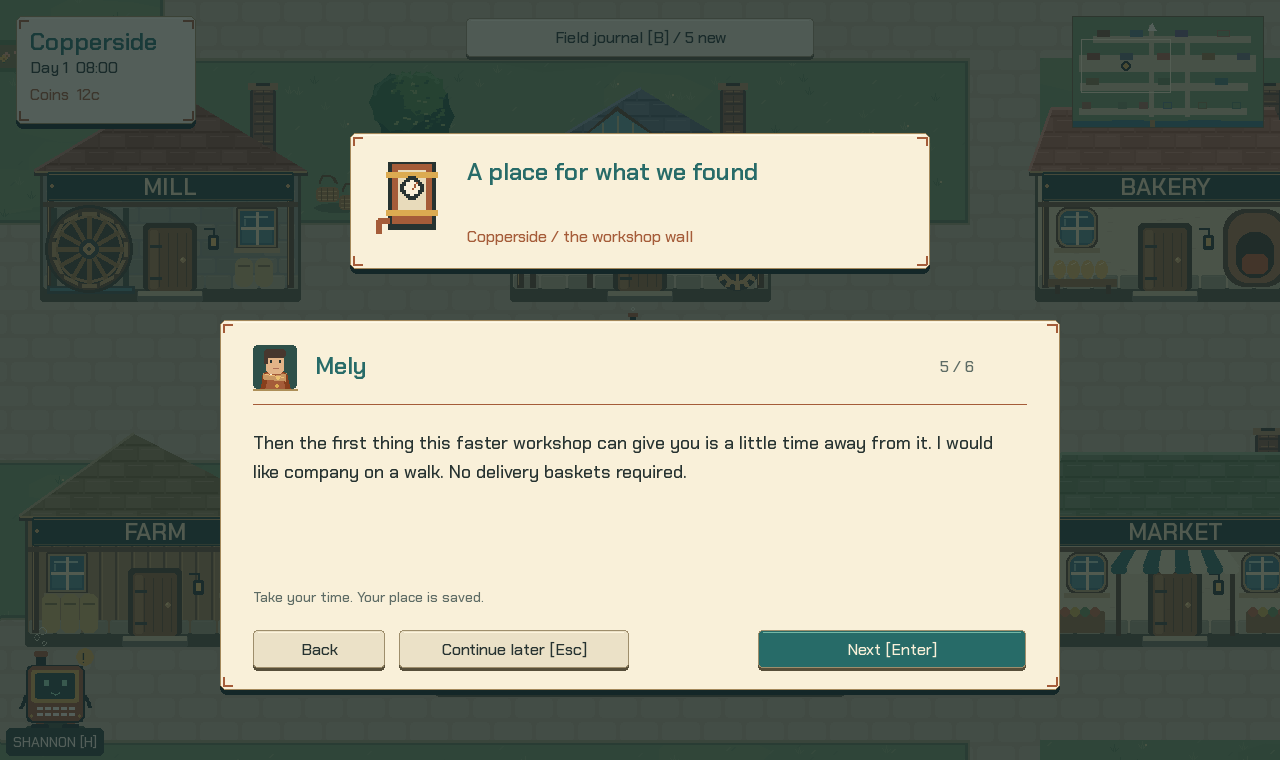 Copperside
Day 1 08:00
Coins 12c
Field journal [B] / 5 new
MILL
BAKERY
A place for what we found
Copperside / the workshop wall
Mely
5 / 6
Then the first thing this faster workshop can give you is a little time away from it. I would
like company on a walk. No delivery baskets required.
FARM
MARKET
Take your time. Your place is saved.
Back
Continue later [Esc]
Next [Enter]
SHANNON [H]